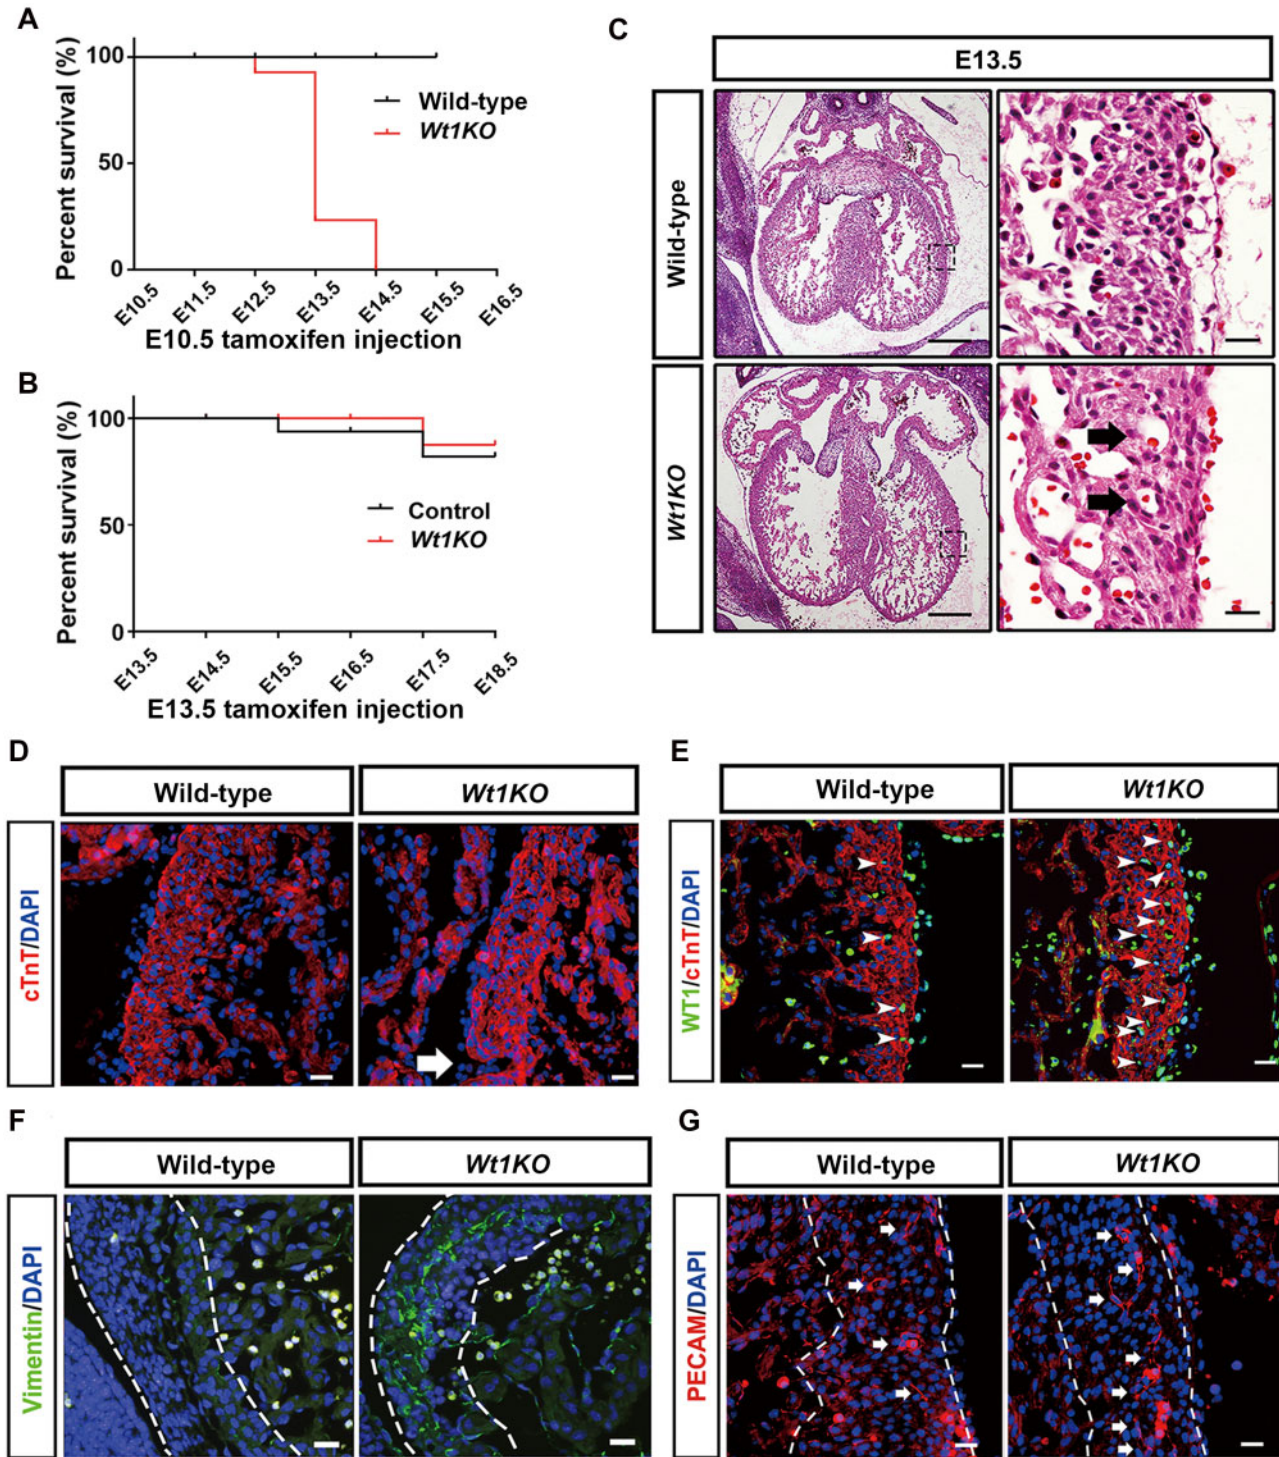 A
Percent survival (%)
100
50
0
Wild-type
Wt1KO
E10.5 E11.5 E12.5 E13.5 E14.5 E15.5 E16.5
E10.5 tamoxifen injection
B
Percent survival (%)
100
50
0
Control
Wt1KO
E13.5 E14.5 E15.5 E16.5 E17.5 E18.5
E13.5 tamoxifen injection
C
E13.5
Wild-type
Wt1KO
D
Wild-type
Wt1KO
cTnT/DAPI
E
Wild-type
Wt1KO
WT1/cTnT/DAPI
F
Wild-type
Wt1KO
Vimentin/DAPI
G
Wild-type
Wt1KO
PECAM/DAPI